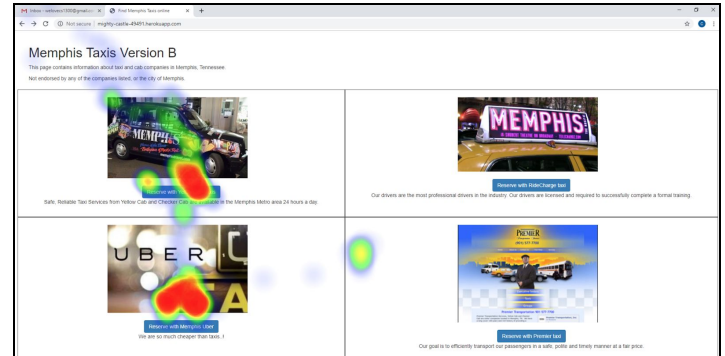 Find Memphis Taxis online
Not secure | mighty-castle-49491.herokuapp.com
Memphis Taxis Version B
This page contains information about taxi and cab companies in Memphis, Tennessee.
Not endorsed by any of the companies listed, or the city of Memphis.
MEMPHIS
MEMPHIS
Reserve with
Reserve with RideCharge taxi
Safe, Reliable Taxi Services from Yellow Cab and Checker Cab are available in the Memphis Metro area 24 hours a day.
Our drivers are the most professional drivers in the industry. Our drivers are licensed and required to successfully complete a formal training.
UBER
PREMIER
Reserve with Memphis Uber
Reserve with Premier taxi
We are so much cheaper than taxis.!
Our goal is to efficiently transport our passengers in a safe, polite and timely manner at a fair price.